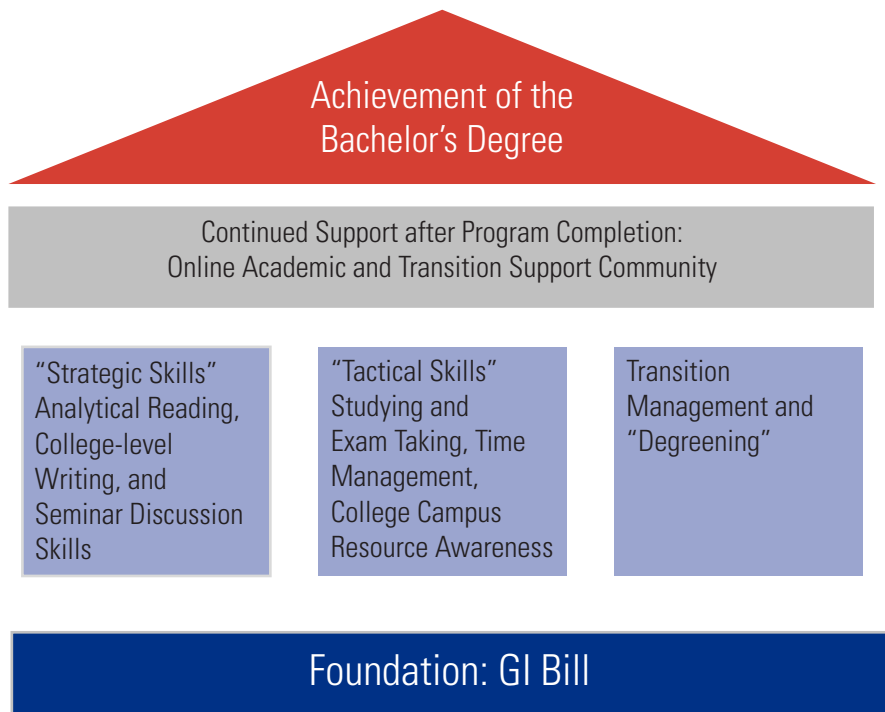 Achievement of the
Bachelor’s Degree
Continued Support after Program Completion:
Online Academic and Transition Support Community
“Strategic Skills”
Analytical Reading,
College-level
Writing, and
Seminar Discussion
Skills
“Tactical Skills”
Studying and
Exam Taking, Time
Management,
College Campus
Resource Awareness
Transition
Management and
“Degreening”
Foundation: GI Bill